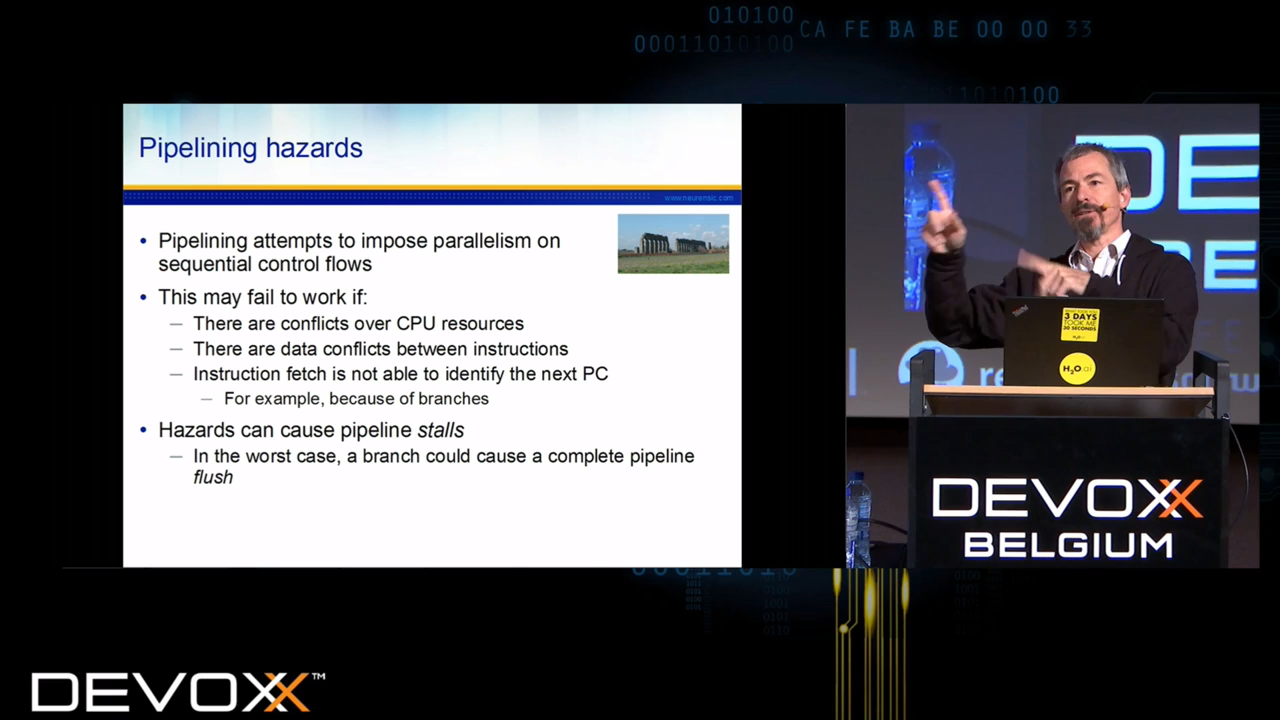 010100
00011010100
CA FE BA BE 00 00 33
11010100
Pipelining hazards
www.neurensic.com
• Pipelining attempts to impose parallelism on
sequential control flows
• This may fail to work if:
– There are conflicts over CPU resources
– There are data conflicts between instructions
– Instruction fetch is not able to identify the next PC
– For example, because of branches
• Hazards can cause pipeline stalls
– In the worst case, a branch could cause a complete pipeline
flush
DE
3 DAYS
TOOK ME
30 SECONDS
ThinkPad
H2O.ai
re
DEVOXX
BELGIUM
DEVOXX™